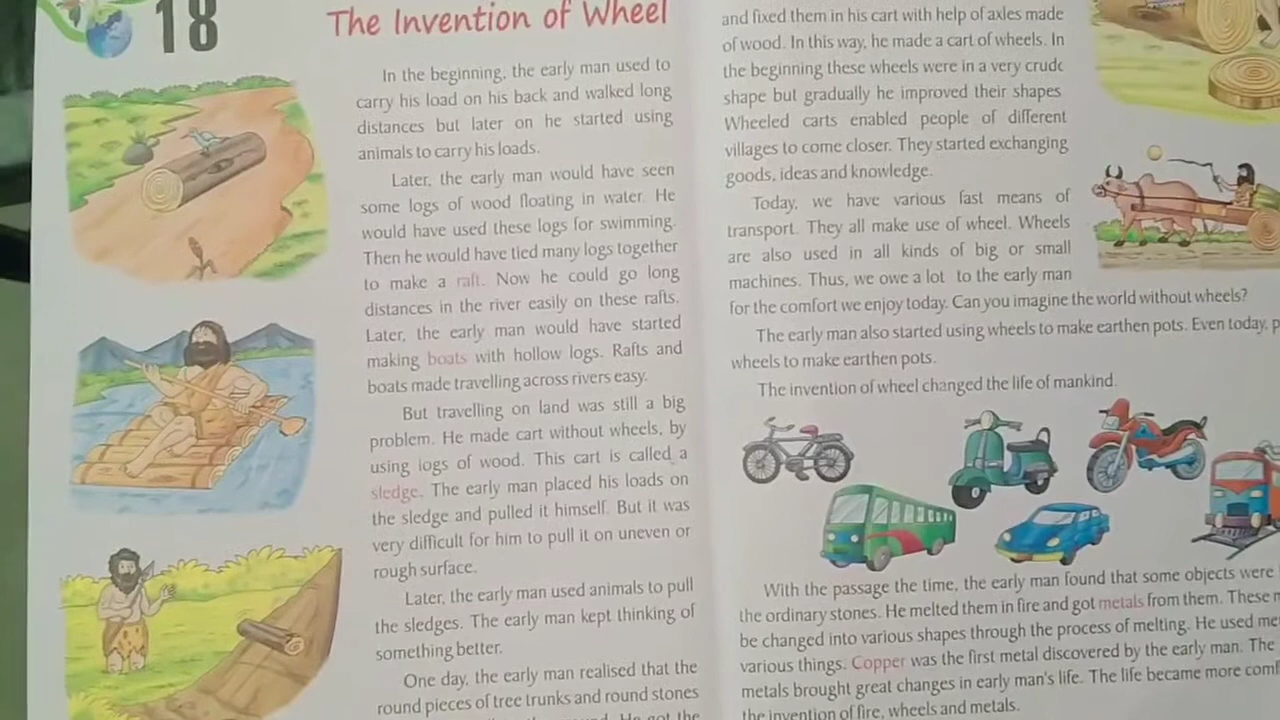 18
The Invention of Wheel
In the beginning, the early man used to
carry his load on his back and walked long
distances but later on he started using
animals to carry his loads.
Later, the early man would have seen
some logs of wood floating in water. He
would have used these logs for swimming.
Then he would have tied many logs together
to make a raft. Now he could go long
distances in the river easily on these rafts.
Later, the early man would have started
making boats with hollow logs. Rafts and
boats made travelling across rivers easy.
But travelling on land was still a big
problem. He made cart without wheels, by
using logs of wood. This cart is called a
sledge. The early man placed his loads on
the sledge and pulled it himself. But it was
very difficult for him to pull it on uneven or
rough surface.
Later, the early man used animals to pull
the sledges. The early man kept thinking of
something better.
One day, the early man realised that the
round pieces of tree trunks and round stones
He got the
and fixed them in his cart with help of axles made
of wood. In this way, he made a cart of wheels. In
the beginning these wheels were in a very crude
shape but gradually he improved their shapes
Wheeled carts enabled people of different
villages to come closer. They started exchanging
goods, ideas and knowledge.
Today, we have various fast means of
transport. They all make use of wheel. Wheels
are also used in all kinds of big or small
machines. Thus, we owe a lot to the early man
for the comfort we enjoy today. Can you imagine the world without wheels?
The early man also started using wheels to make earthen pots. Even today, p
wheels to make earthen pots.
The invention of wheel changed the life of mankind.
With the passage the time, the early man found that some objects were
the ordinary stones. He melted them in fire and got metals from them. These
be changed into various shapes through the process of melting. He used
various things. Copper was the first metal discovered by the early man. The
metals brought great changes in early man's life. The life became more
the invention of fire, wheels and metals.